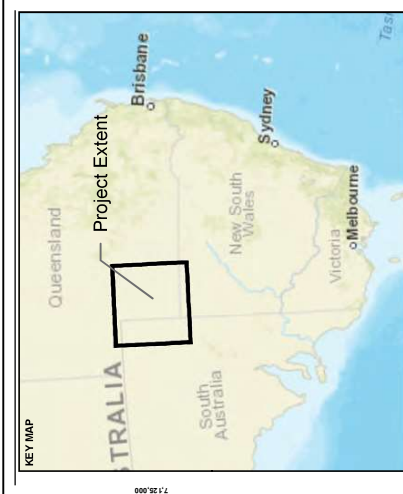 KEY MAP
Queensland
Brisbane
Project Extent
STRALIA
South
Australia
New South
Wales
Sydney
Victoria
Melbourne
Tas
7,125,000